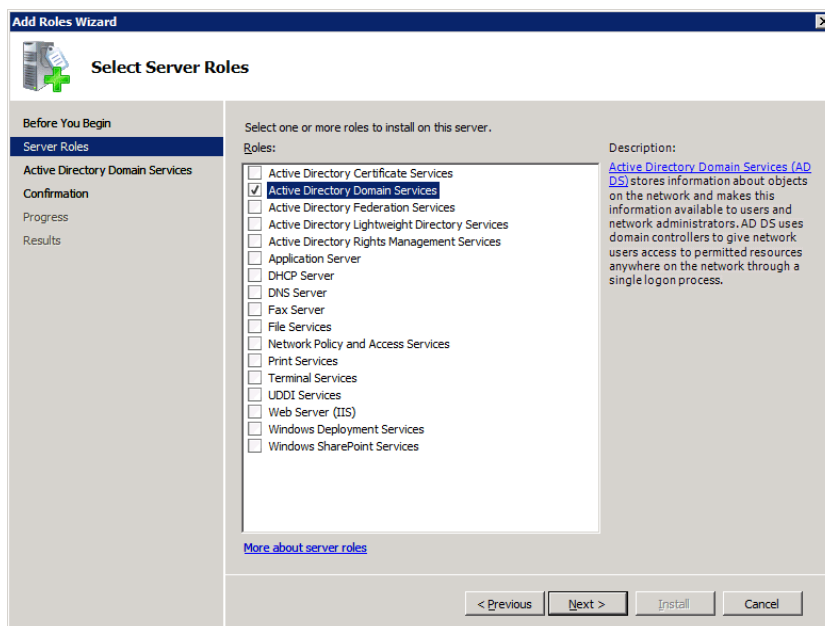 Add Roles Wizard
Select Server Roles
Before You Begin
Server Roles
Active Directory Domain Services
Confirmation
Progress
Results
Select one or more roles to install on this server.
Roles:
Active Directory Certificate Services
Active Directory Domain Services
Active Directory Federation Services
Active Directory Lightweight Directory Services
Active Directory Rights Management Services
Application Server
DHCP Server
DNS Server
Fax Server
File Services
Network Policy and Access Services
Print Services
Terminal Services
UDDI Services
Web Server (IIS)
Windows Deployment Services
Windows SharePoint Services
More about server roles
Description:
Active Directory Domain Services (AD
DS) stores information about objects
on the network and makes this
information available to users and
network administrators. AD DS uses
domain controllers to give network
users access to permitted resources
anywhere on the network through a
single logon process.
< Previous
Next >
Install
Cancel